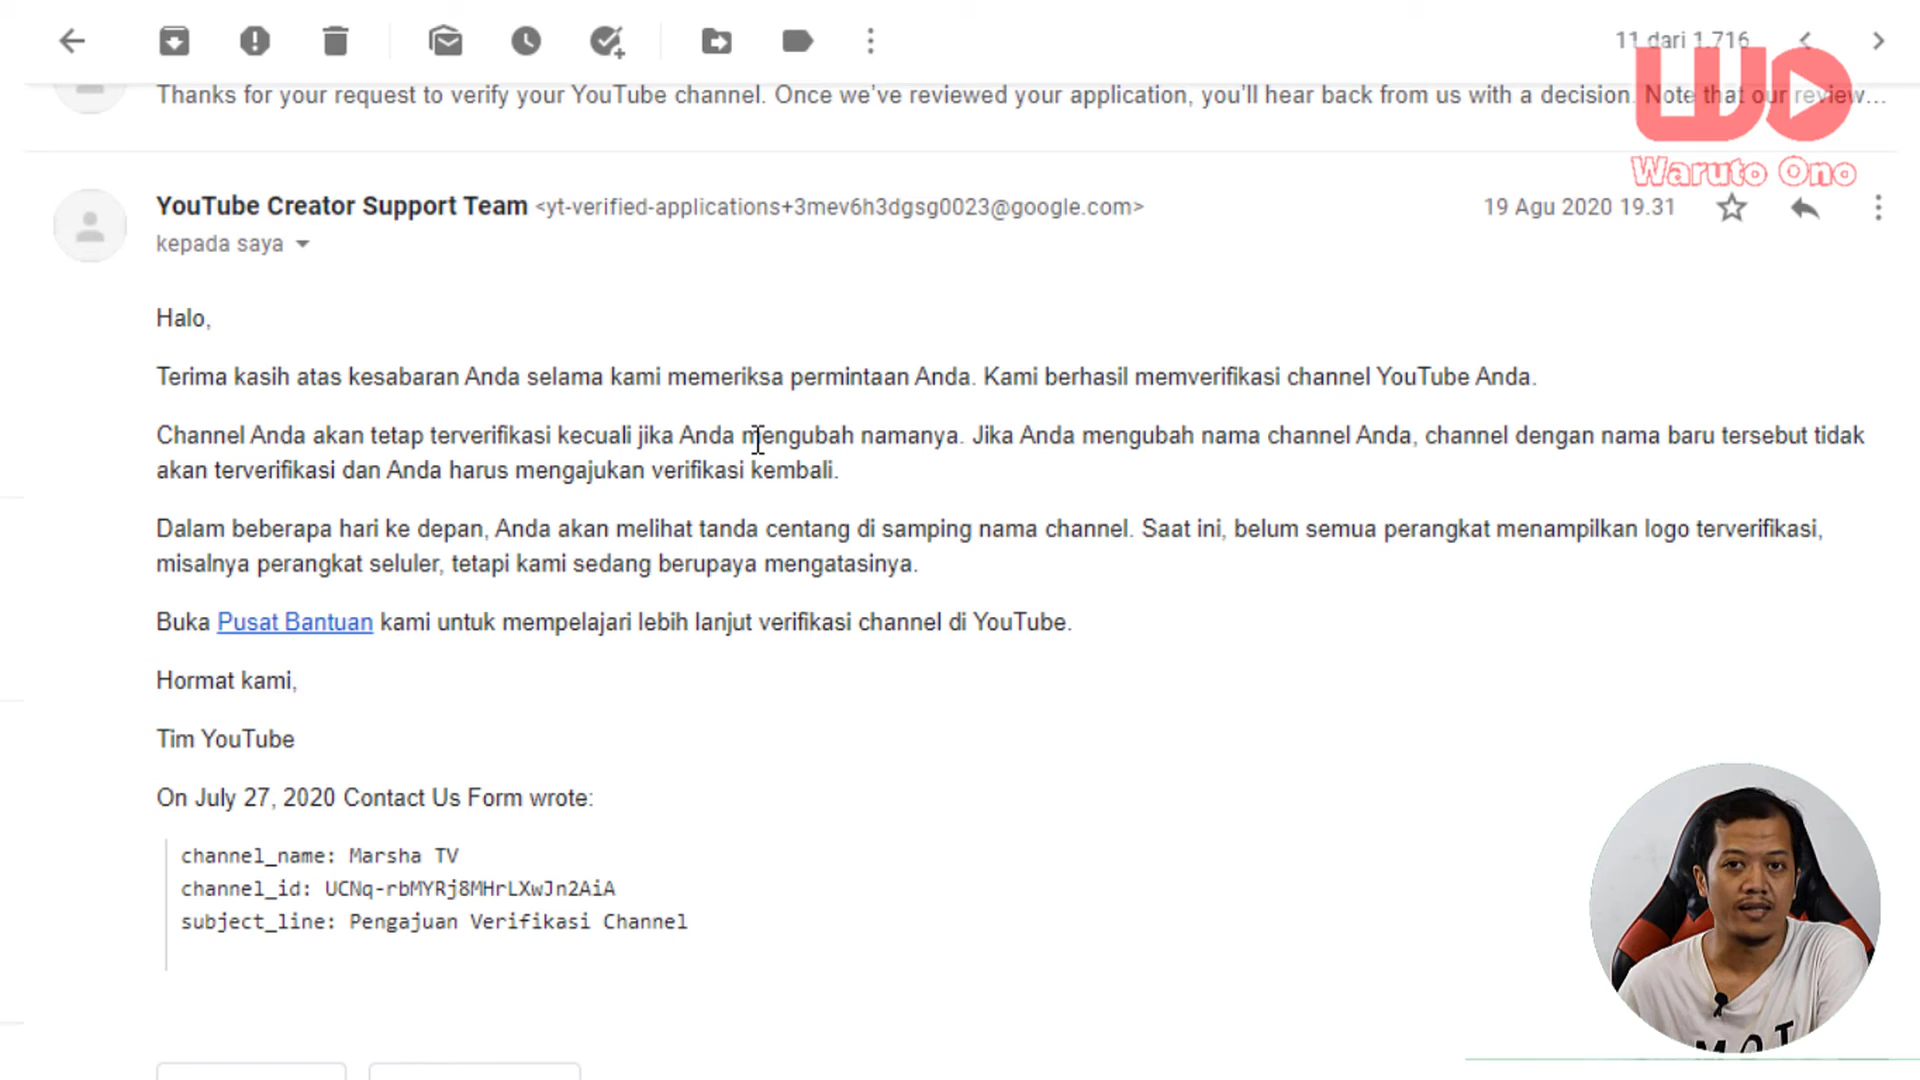 11 dari 1.716
Thanks for your request to verify your YouTube channel. Once we've reviewed your application, you'll hear back from us with a decision. Note that our review...
Waruto Ono
YouTube Creator Support Team <yt-verified-applications+3mev6h3dgsg0023@google.com>
19 Agu 2020 19.31
kepada saya
Halo,
Terima kasih atas kesabaran Anda selama kami memeriksa permintaan Anda. Kami berhasil memverifikasi channel YouTube Anda.
Channel Anda akan tetap terverifikasi kecuali jika Anda mengubah namanya. Jika Anda mengubah nama channel Anda, channel dengan nama baru tersebut tidak
akan terverifikasi dan Anda harus mengajukan verifikasi kembali.
Dalam beberapa hari ke depan, Anda akan melihat tanda centang di samping nama channel. Saat ini, belum semua perangkat menampilkan logo terverifikasi,
misalnya perangkat seluler, tetapi kami sedang berupaya mengatasinya.
Buka Pusat Bantuan kami untuk mempelajari lebih lanjut verifikasi channel di YouTube.
Hormat kami,
Tim YouTube
On July 27, 2020 Contact Us Form wrote:
channel_name: Marsha TV
channel_id: UCNq-rbMYRj8MHrLXwJn2AiA
subject_line: Pengajuan Verifikasi Channel